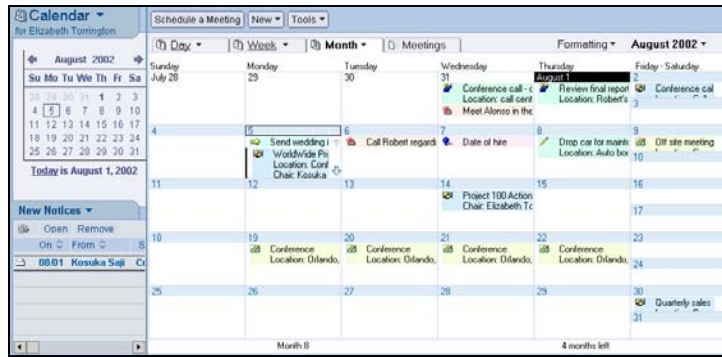 Calendar
for Elizabeth Torrington
Schedule a Meeting New Tools
August 2002
Su Mo Tu We Th Fr Sa
28 29 30 31 1 2 3
4 5 6 7 8 9 10
11 12 13 14 15 16 17
18 19 20 21 22 23 24
25 26 27 28 29 30 31
Today is August 1, 2002
New Notices
Open Remove
On From S
08/01 Kosuka Saji Co
Day Week Month Meetings Formatting August 2002
Sunday Monday Tuesday Wednesday Thursday Friday - Saturday
July 28 29 30 31 August 1 2
Conference call - c
Location: call cent
Meet Alonso in the
Review final report
Location: Robert's
Conference cal
3
4 5 6 7 8 9
Send wedding i
WorldWide Pri
Location: Conf
Chair: Kosuka
Call Robert regardi
Date of hire
Drop car for mainte
Location: Auto bo
Off site meeting
10
11 12 13 14 15 16
Project 100 Action
Chair: Elizabeth To
17
18 19 20 21 22 23
Conference
Location: Orlando,
Conference
Location: Orlando,
Conference
Location: Orlando,
Conference
Location: Orlando,
24
25 26 27 28 29 30
Quarterly sales
31
Month 8 4 months left